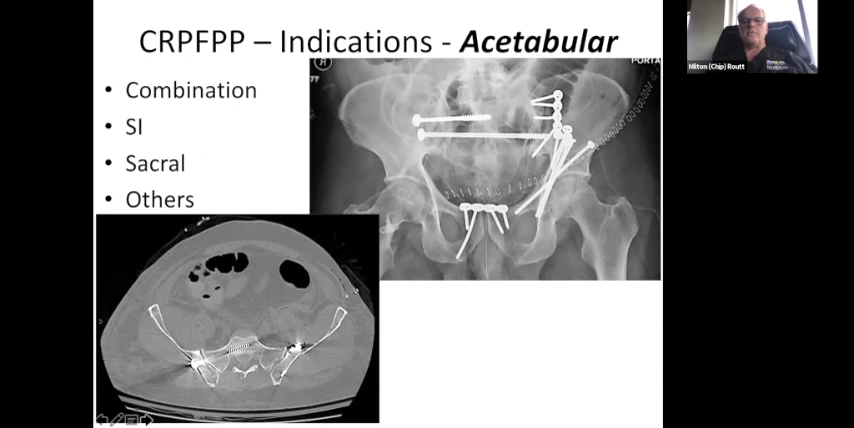 CRPFPP – Indications - Acetabular
• Combination
• SI
• Sacral
• Others
PORTA
Milton (Chip) Routt